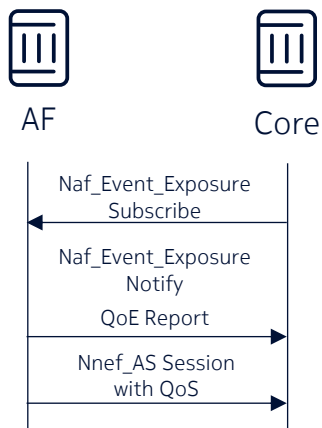 AF
Core
Naf_Event_Exposure
Subscribe
Naf_Event_Exposure
Notify
QoE Report
Nnef_AS Session
with QoS